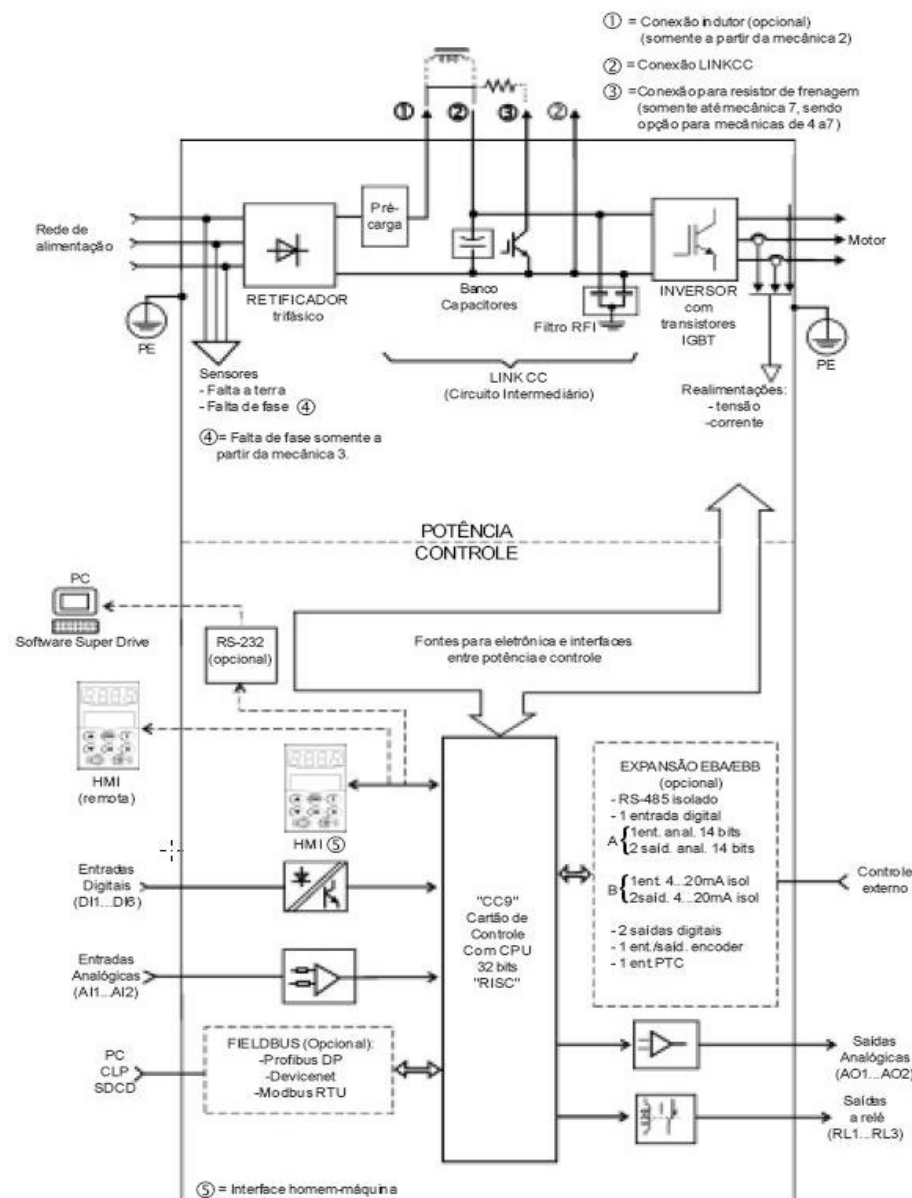 ① = Conexão indutor (opcional)
(somente a partir da mecânica 2)
② = Conexão LINKCC
③ =Conexão para resistor de frenagem
(somente até mecânica 7, sendo
opção para mecânicas de 4 a7)
① ② ③ ②
Rede de
alimentação
Pré-
carga
Motor
RETIFICADOR
trifásico
Banco
Capacitores
INVERSOR
com
transistores
IGBT
Filtro RFI
PE
PE
Sensores
- Falta a terra
- Falta de fase ④
LINK CC
(Circuito Intermediário)
Realimentações:
- tensão
-corrente
④= Falta de fase somente a
partir da mecânica 3.
POTÊNCIA
CONTROLE
PC
Software Super Drive
RS-232
(opcional)
Fontes para eletrônica e interfaces
entre potência e controle
HMI
(remota)
HMI ⑤
EXPANSÃO EBA/EBB
(opcional)
- RS-485 isolado
- 1 entrada digital
A { 1ent. anal. 14 bits
2 saíd. anal. 14 bits
B { 1ent. 4...20mA isol
2saíd. 4...20mA isol
- 2 saídas digitais
- 1 ent./saíd. encoder
- 1 ent.PTC
Controle
externo
Entradas
Digitais
(DI1...DI6)
"CC9"
Cartão de
Controle
Com CPU
32 bits
"RISC"
Entradas
Analógicas
(AI1...AI2)
PC
CLP
SDCD
FIELDBUS (Opcional):
-Profibus DP
-Devicenet
-Modbus RTU
Saídas
Analógicas
(AO1...AO2)
Saídas
a relé
(RL1...RL3)
⑤ = Interface homem-máquina